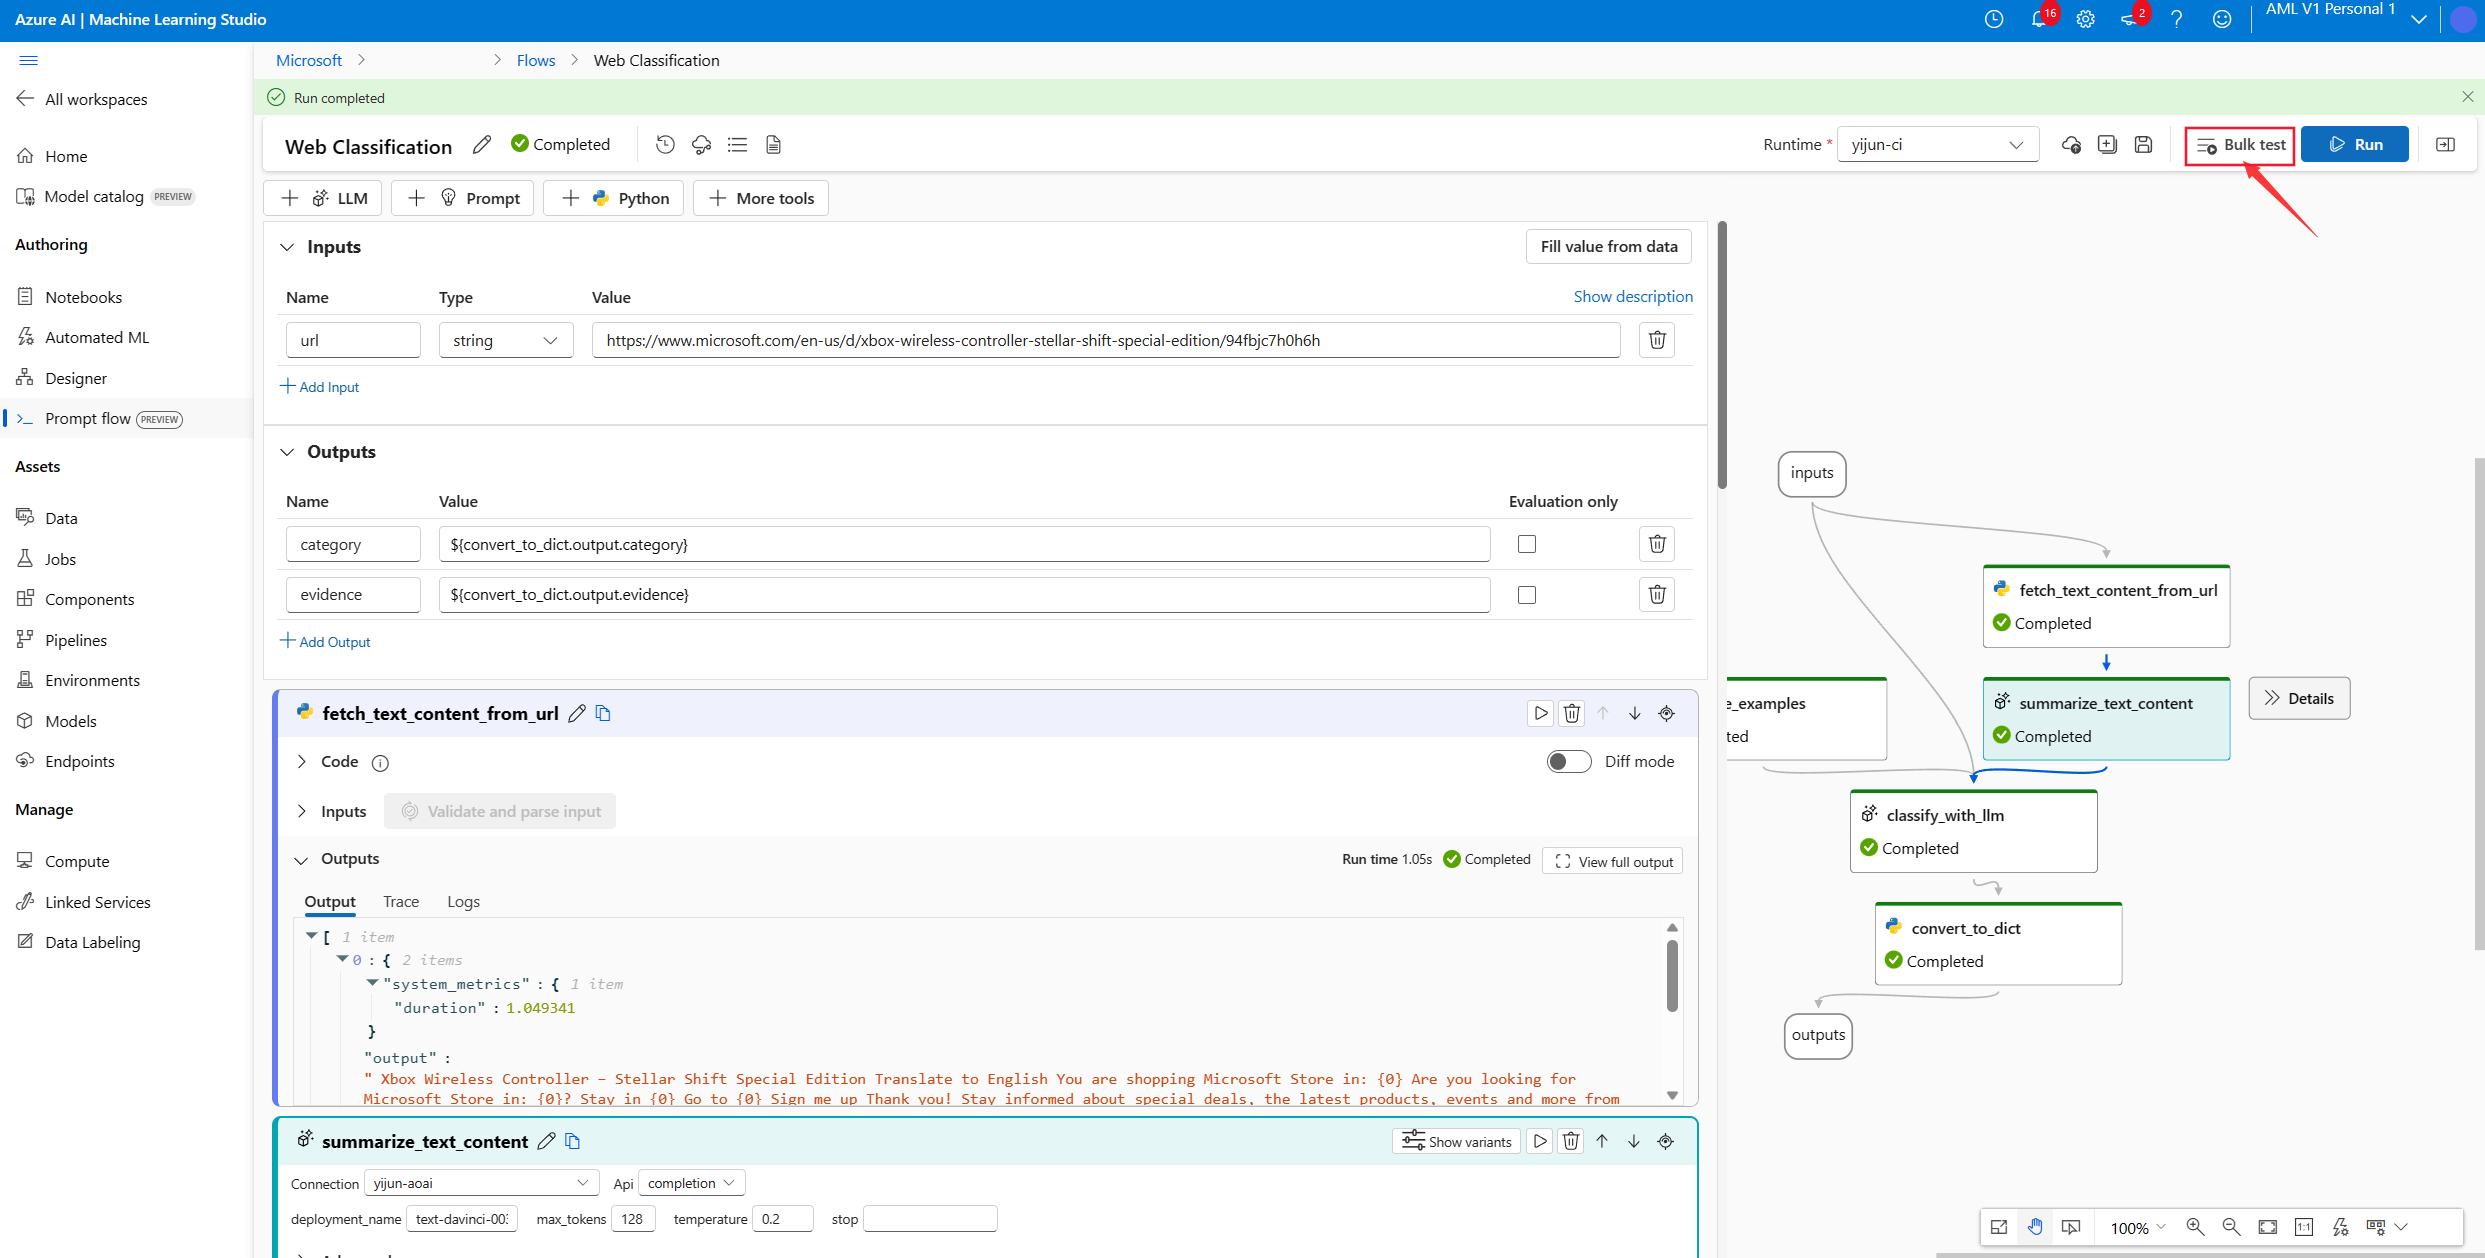 Azure AI | Machine Learning Studio
16
2
AML V1 Personal 1
All workspaces
Home
Model catalog PREVIEW
Authoring
Notebooks
Automated ML
Designer
Prompt flow PREVIEW
Assets
Data
Jobs
Components
Pipelines
Environments
Models
Endpoints
Manage
Compute
Linked Services
Data Labeling
Microsoft > > Flows > Web Classification
Run completed
Web Classification Completed
Runtime * yijun-ci
Bulk test
Run
+ LLM
+ Prompt
+ Python
+ More tools
Inputs
Fill value from data
Name Type Value
Show description
url string https://www.microsoft.com/en-us/d/xbox-wireless-controller-stellar-shift-special-edition/94fbjc7h0h6h
+ Add Input
Outputs
Name Value Evaluation only
category ${convert_to_dict.output.category}
evidence ${convert_to_dict.output.evidence}
+ Add Output
fetch_text_content_from_url
Code
Diff mode
Inputs Validate and parse input
Outputs
Run time 1.05s Completed View full output
Output Trace Logs
[ 1 item
0 : { 2 items
"system_metrics" : { 1 item
"duration" : 1.049341
}
"output" :
" Xbox Wireless Controller – Stellar Shift Special Edition Translate to English You are shopping Microsoft Store in: {0} Are you looking for
Microsoft Store in: {0}? Stay in {0} Go to {0} Sign me up Thank you! Stay informed about special deals, the latest products, events and more from
summarize_text_content
Show variants
Connection yijun-aoai Api completion
deployment_name text-davinci-003 max_tokens 128 temperature 0.2 stop
inputs
fetch_text_content_from_url
Completed
e_examples
ted
summarize_text_content
Completed
Details
classify_with_llm
Completed
convert_to_dict
Completed
outputs
100%
1:1